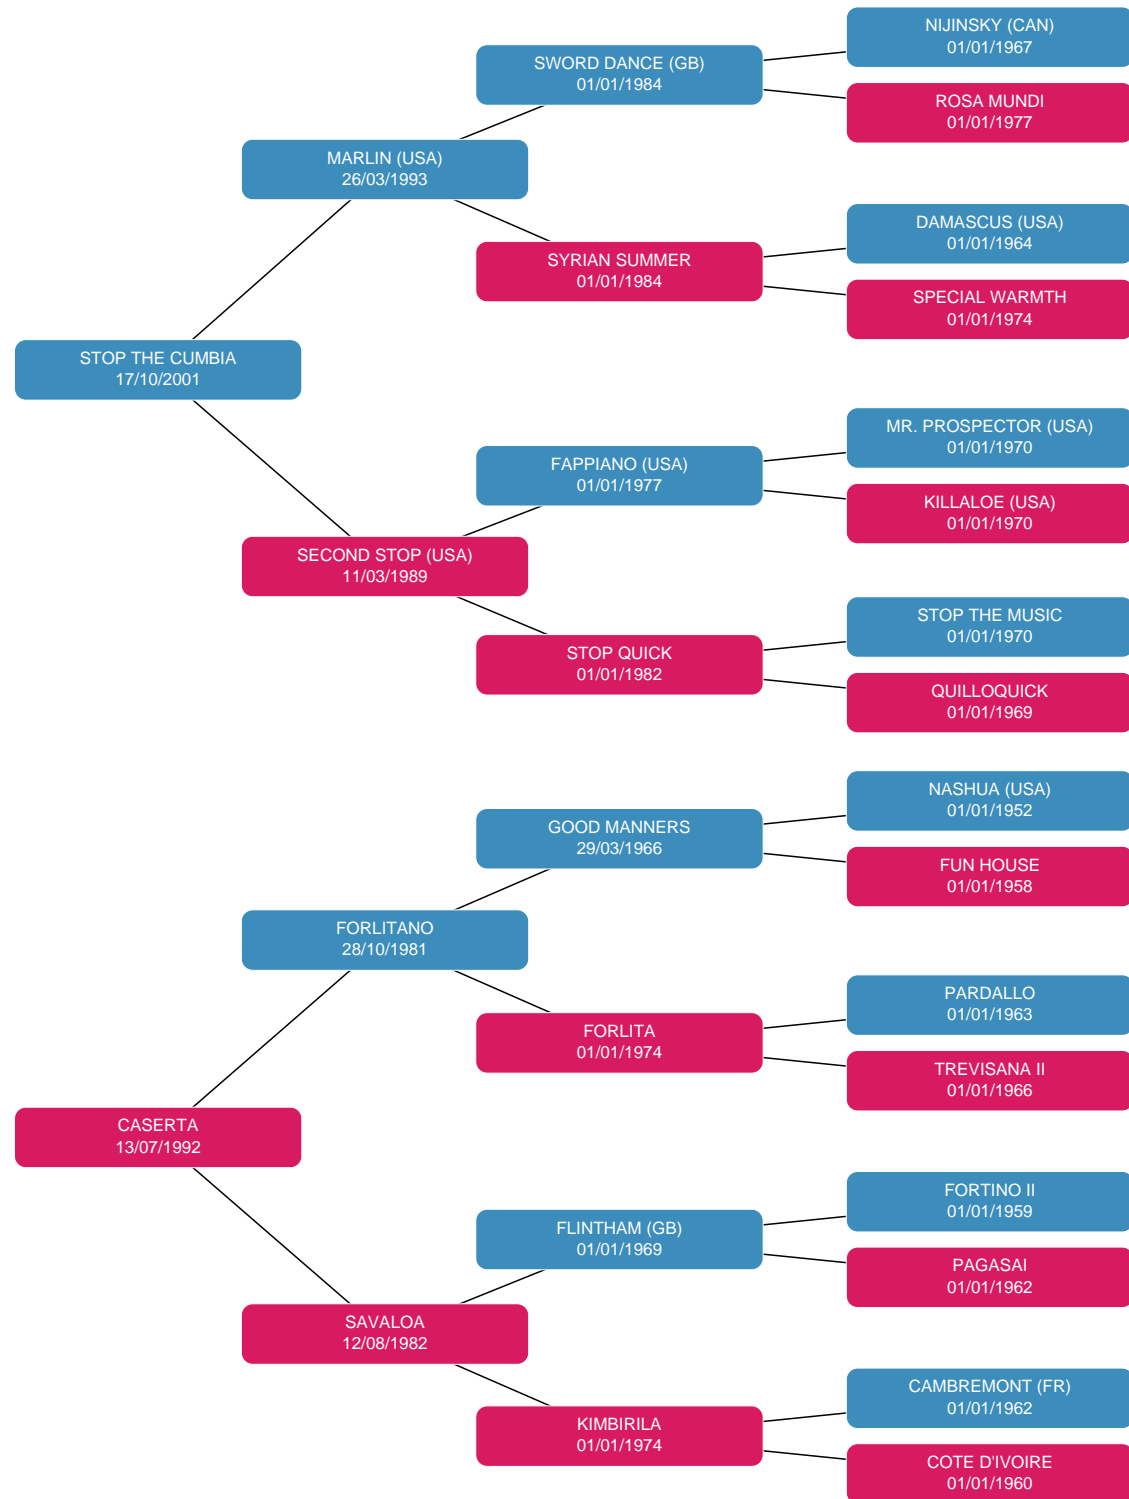 NIJINSKY (CAN)
01/01/1967
SWORD DANCE (GB)
01/01/1984
ROSA MUNDI
01/01/1977
MARLIN (USA)
26/03/1993
DAMASCUS (USA)
01/01/1964
SYRIAN SUMMER
01/01/1984
SPECIAL WARMTH
01/01/1974
STOP THE CUMBIA
17/10/2001
MR. PROSPECTOR (USA)
01/01/1970
FAPPIANO (USA)
01/01/1977
KILLALOE (USA)
01/01/1970
SECOND STOP (USA)
11/03/1989
STOP THE MUSIC
01/01/1970
STOP QUICK
01/01/1982
QUILLOQUICK
01/01/1969
NASHUA (USA)
01/01/1952
GOOD MANNERS
29/03/1966
FUN HOUSE
01/01/1958
FORLITANO
28/10/1981
PARDALLO
01/01/1963
FORLITA
01/01/1974
TREVISANA II
01/01/1966
CASERTA
13/07/1992
FORTINO II
01/01/1959
FLINTHAM (GB)
01/01/1969
PAGASAI
01/01/1962
SAVALOA
12/08/1982
CAMBREMONT (FR)
01/01/1962
KIMBIRILA
01/01/1974
COTE D'IVOIRE
01/01/1960